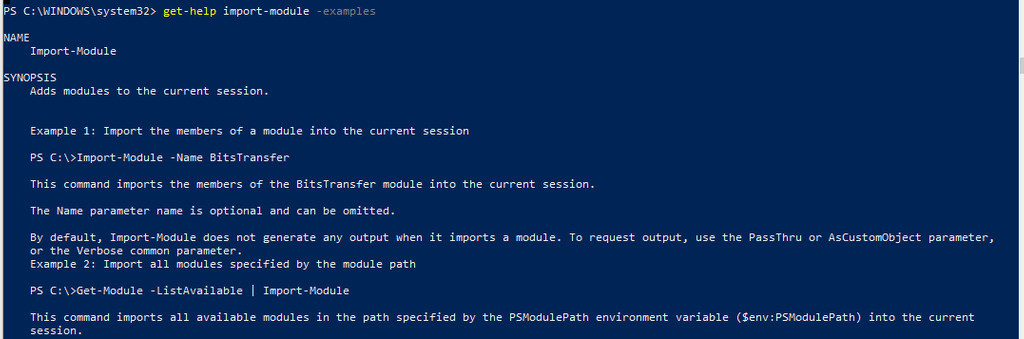 PS C:\WINDOWS\system32> get-help import-module -examples
NAME
Import-Module
SYNOPSIS
Adds modules to the current session.
Example 1: Import the members of a module into the current session
PS C:\>Import-Module -Name BitsTransfer
This command imports the members of the BitsTransfer module into the current session.
The Name parameter name is optional and can be omitted.
By default, Import-Module does not generate any output when it imports a module. To request output, use the PassThru or AsCustomObject parameter,
or the Verbose common parameter.
Example 2: Import all modules specified by the module path
PS C:\>Get-Module -ListAvailable | Import-Module
This command imports all available modules in the path specified by the PSModulePath environment variable ($env:PSModulePath) into the current
session.